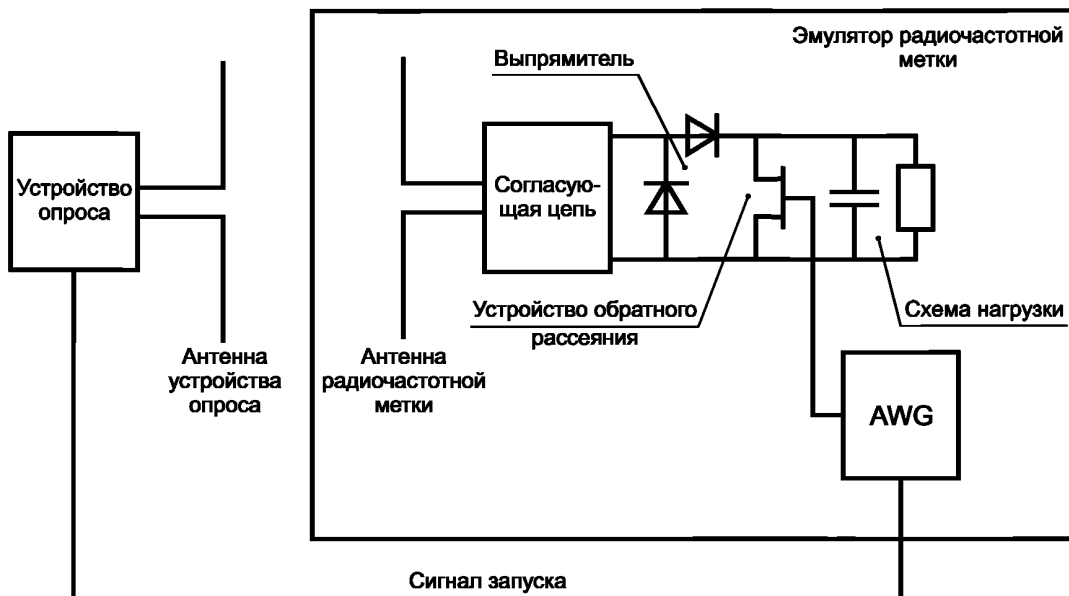 Эмулятор радиочастотной
метки
Выпрямитель
Устройство
опроса
Согласую-
щая цепь
Устройство обратного
рассеяния
Схема нагрузки
Антенна
устройства
опроса
Антенна
радиочастотной
метки
AWG
Сигнал запуска